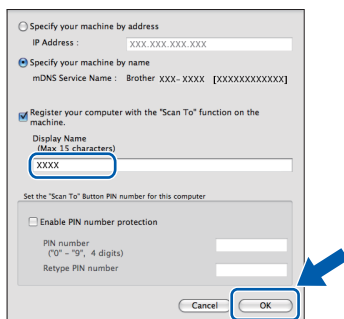 Specify your machine by address
IP Address : XXX.XXX.XXX.XXX
Specify your machine by name
mDNS Service Name : Brother XXX-XXXX [XXXXXXXXXXXX]
Register your computer with the "Scan To" function on the
machine.
Display Name
(Max 15 characters)
XXXX
Set the "Scan To" Button PIN number for this computer
Enable PIN number protection
PIN number
("0" - "9", 4 digits)
Retype PIN number
Cancel OK